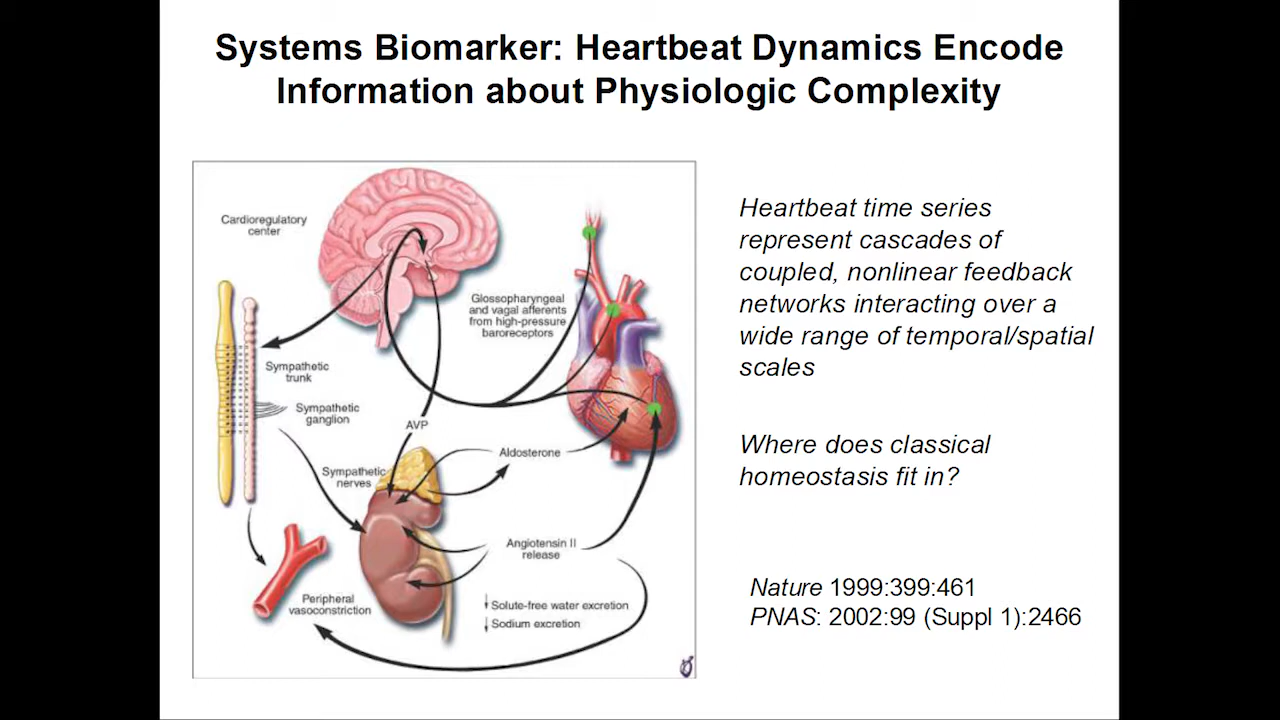 Systems Biomarker: Heartbeat Dynamics Encode
Information about Physiologic Complexity
Cardioregulatory
center
Glossopharyngeal
and vagal afferents
from high-pressure
baroreceptors
Sympathetic
trunk
Sympathetic
ganglion
AVP
Sympathetic
nerves
Aldosterone
Angiotensin II
release
Peripheral
vasoconstriction
Solute-free water excretion
Sodium excretion
Heartbeat time series
represent cascades of
coupled, nonlinear feedback
networks interacting over a
wide range of temporal/spatial
scales
Where does classical
homeostasis fit in?
Nature 1999:399:461
PNAS: 2002:99 (Suppl 1):2466